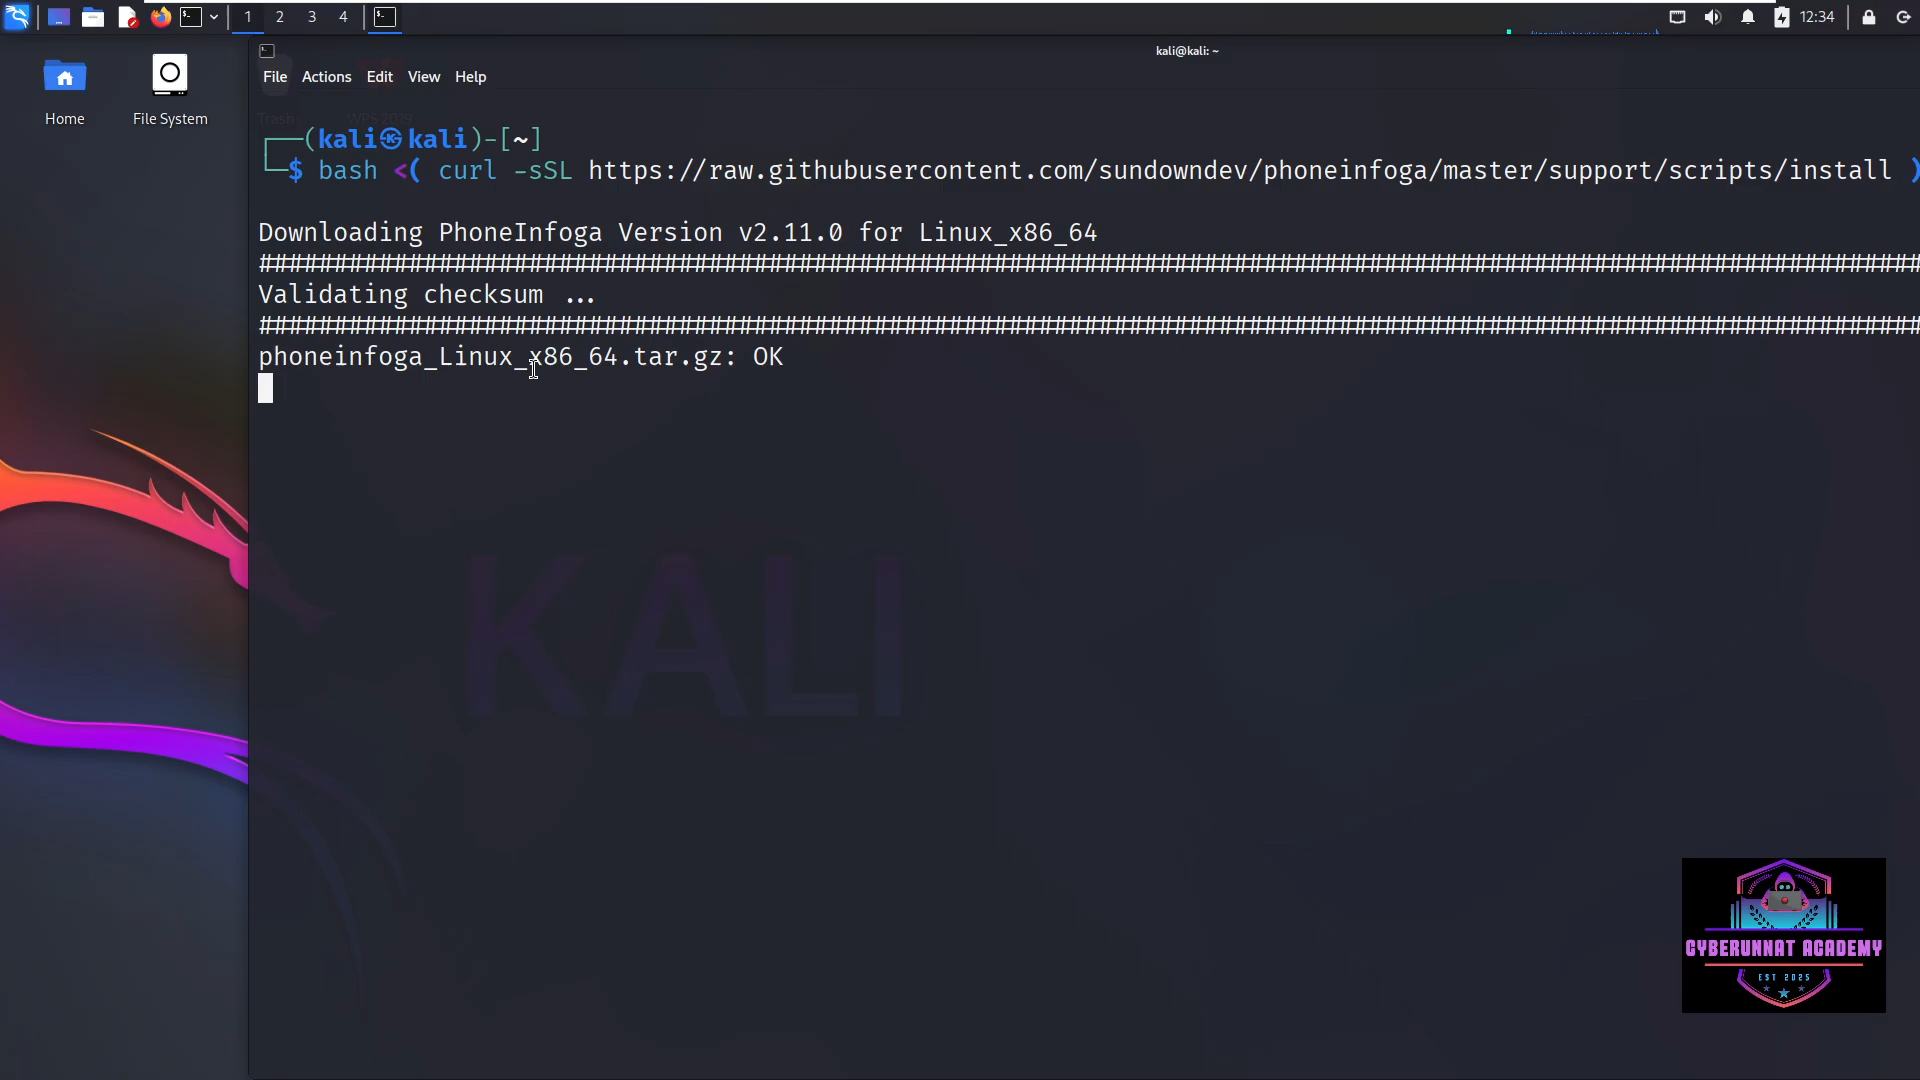 1 2 3 4
12:34
kali@kali: ~
File Actions Edit View Help
Home
File System
Trash
┌──(kali㉿kali)-[~]
└─$ bash <( curl -sSL https://raw.githubusercontent.com/sundowndev/phoneinfoga/master/support/scripts/install )
Downloading PhoneInfoga Version v2.11.0 for Linux_x86_64
###############################################################################################################
Validating checksum ...
###############################################################################################################
phoneinfoga_Linux_x86_64.tar.gz: OK
KALI
CYBERUNNAT ACADEMY
EST 2025